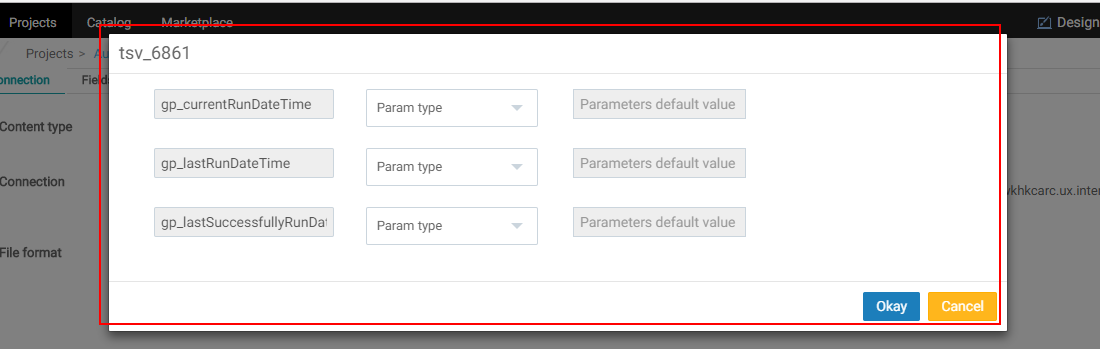 Projects Catalog Marketplace Design
Projects > Au
tsv_6861
onnection Field
gp_currentRunDateTime Param type Parameters default value
Content type
gp_lastRunDateTime Param type Parameters default value
Connection
ykhkcarc.ux.inter
gp_lastSuccessfullyRunDat Param type Parameters default value
File format
Okay Cancel